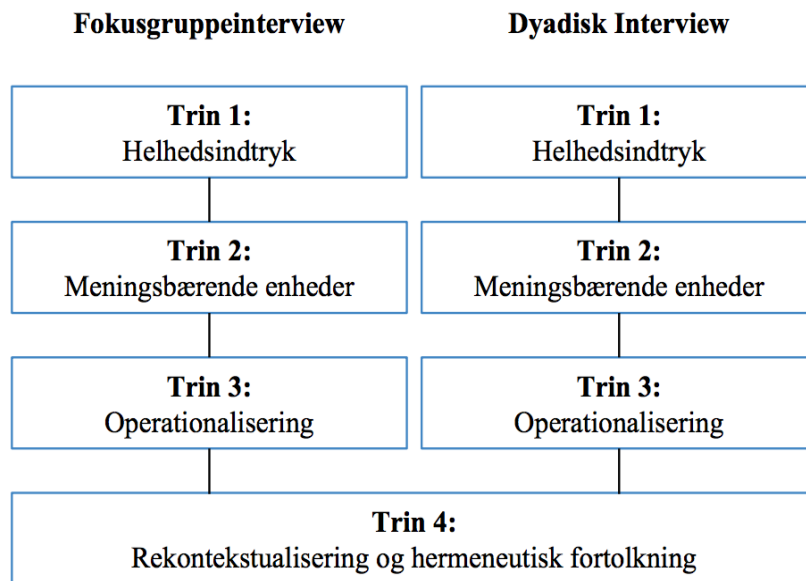 Fokusgruppeinterview
Dyadisk Interview
Trin 1:
Helhedsindtryk
Trin 1:
Helhedsindtryk
Trin 2:
Meningsbærende enheder
Trin 2:
Meningsbærende enheder
Trin 3:
Operationalisering
Trin 3:
Operationalisering
Trin 4:
Rekontekstualisering og hermeneutisk fortolkning